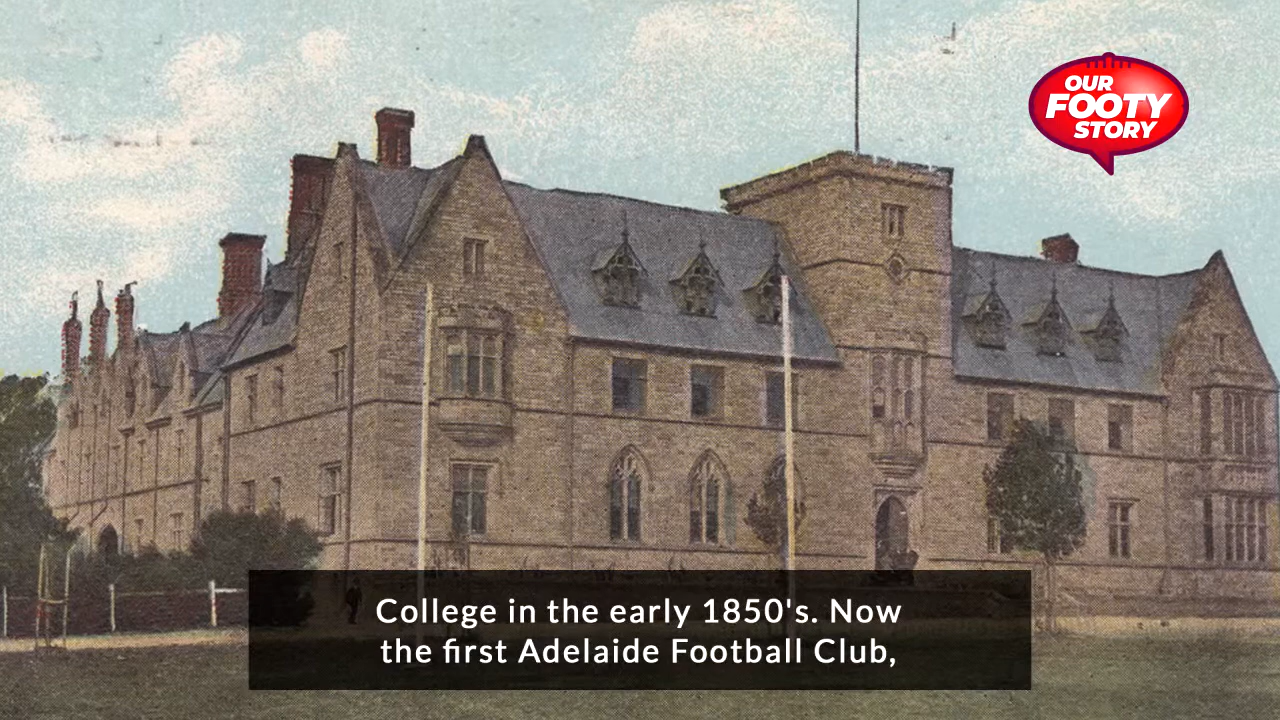 OUR
FOOTY
STORY
College in the early 1850's. Now
the first Adelaide Football Club,